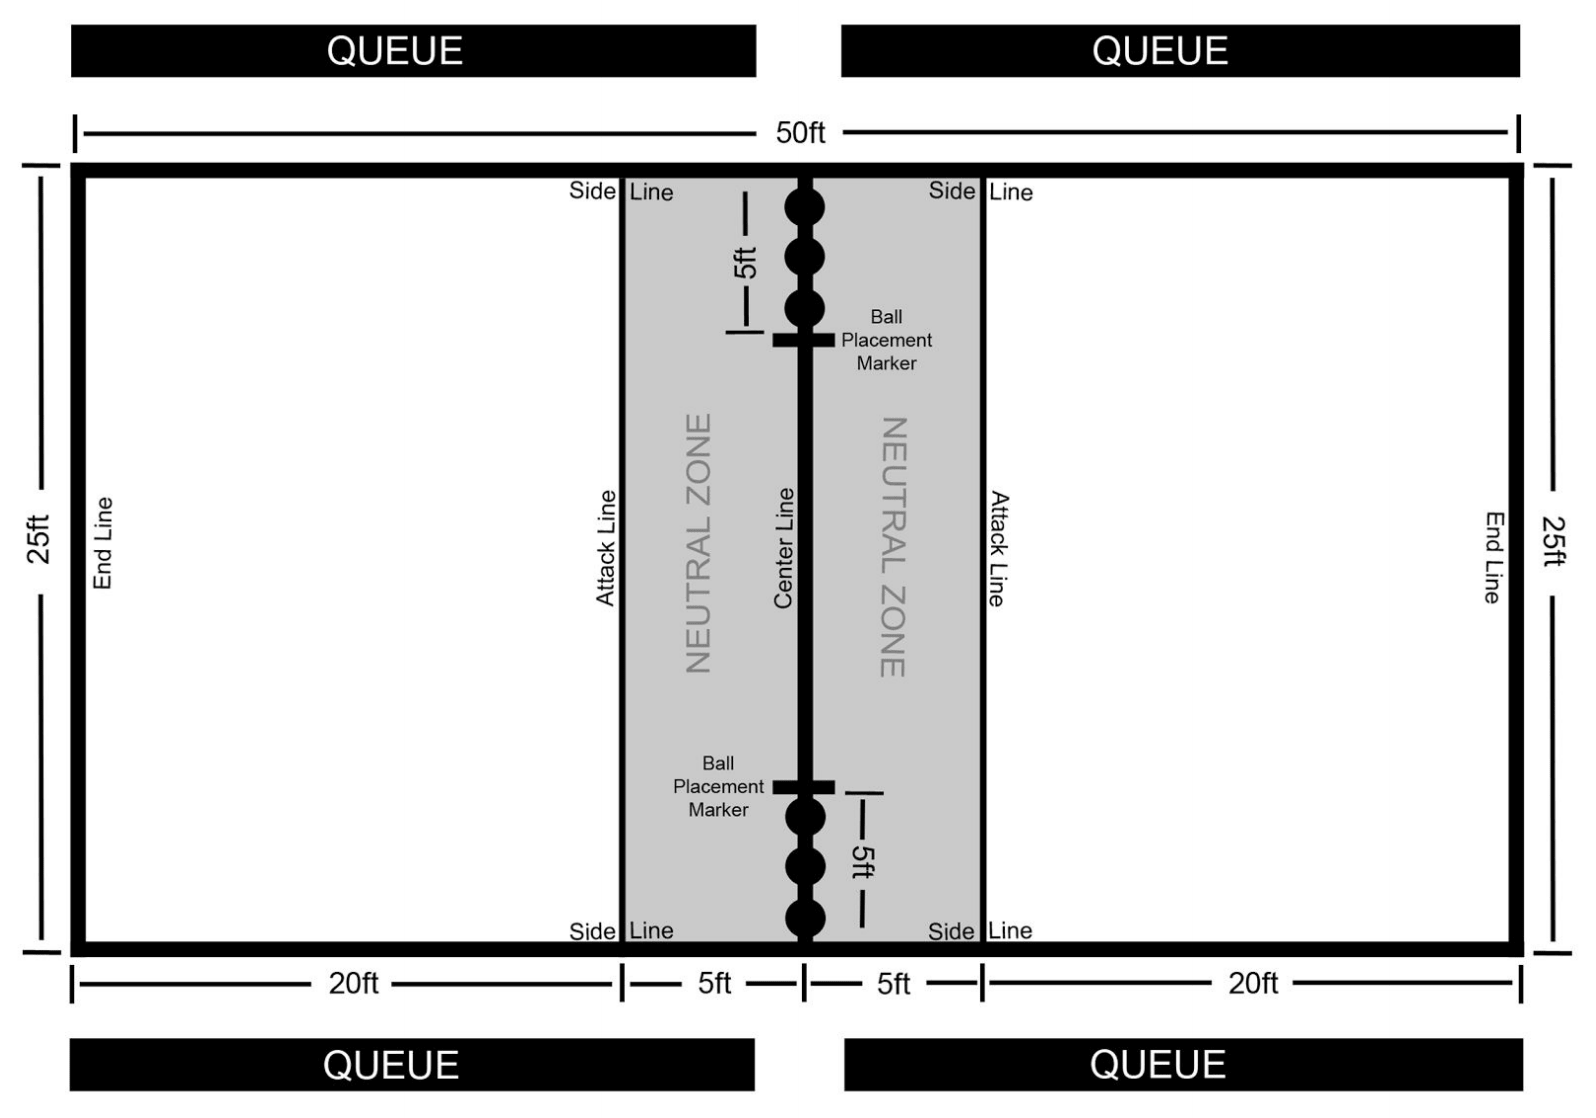 QUEUE
QUEUE
50ft
Side Line
Side Line
5ft
Ball
Placement
Marker
25ft
End Line
Attack Line
NEUTRAL ZONE
Center Line
NEUTRAL ZONE
Attack Line
End Line
25ft
Ball
Placement
Marker
5ft
Side Line
Side Line
20ft
5ft
5ft
20ft
QUEUE
QUEUE